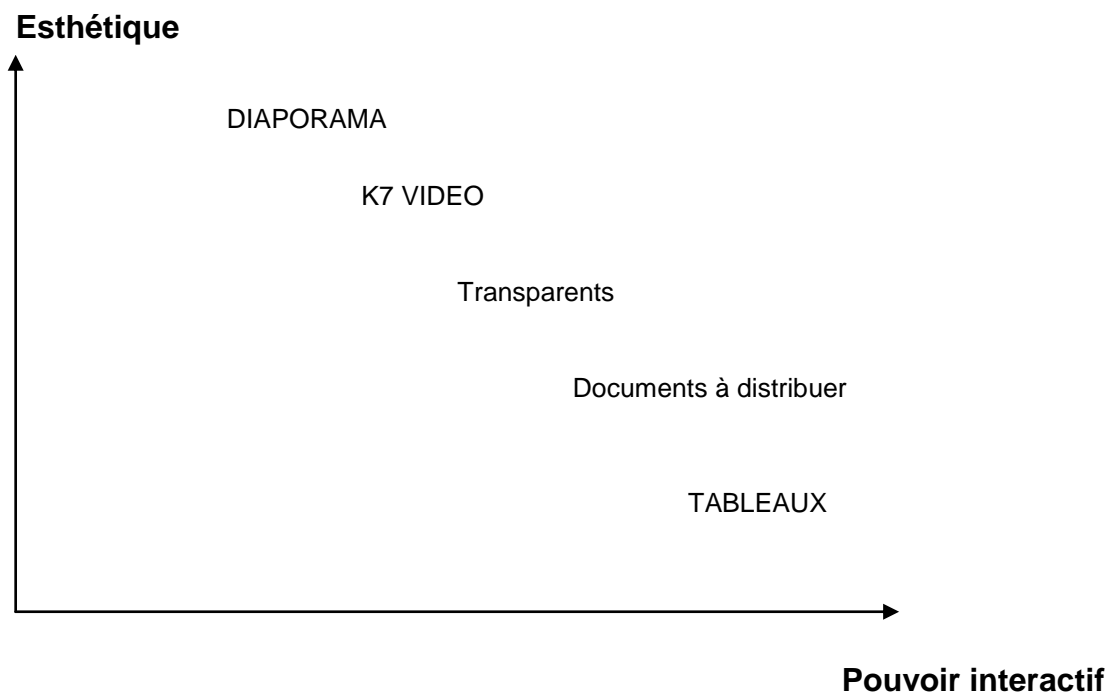 Esthétique
DIAPORAMA
K7 VIDEO
Transparents
Documents à distribuer
TABLEAUX
Pouvoir interactif